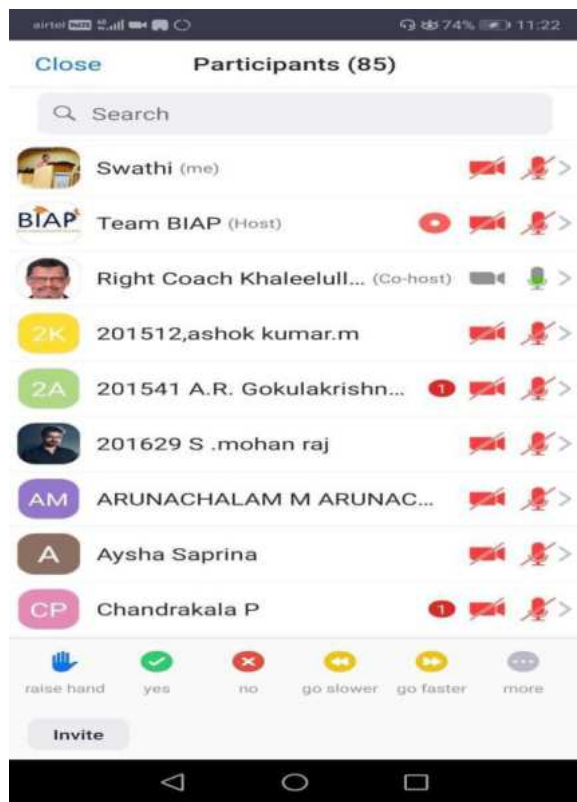 airtel 74% 11:22
Close Participants (85)
Search
Swathi (me)
BIAP Team BIAP (Host)
Right Coach Khaleelull... (Co-host)
2K 201512,ashok kumar.m
2A 201541 A.R. Gokulakrishn... 1
201629 S .mohan raj
AM ARUNACHALAM M ARUNAC...
A Aysha Saprina
CP Chandrakala P 1
raise hand yes no go slower go faster more
Invite